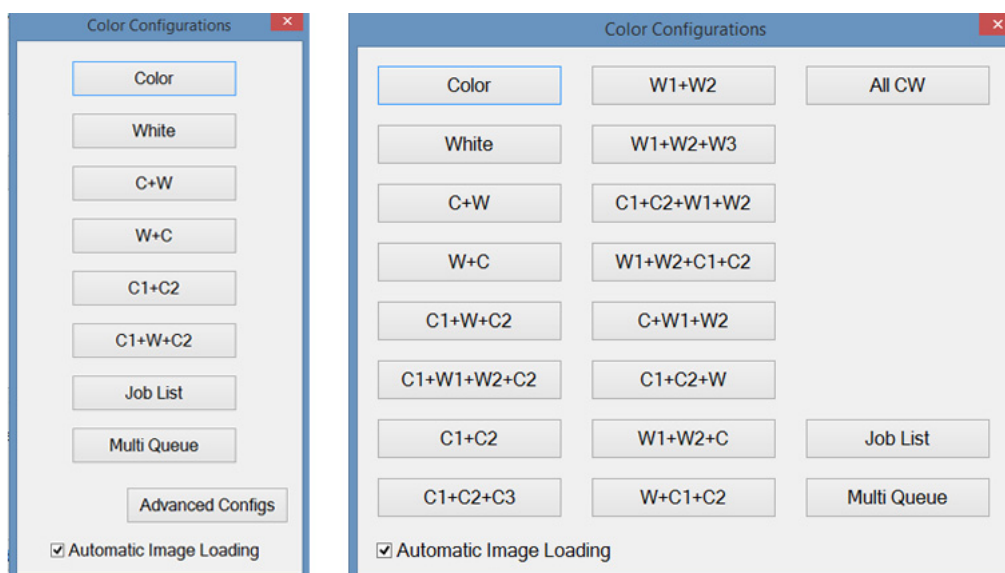 Color Configurations
Color
White
C+W
W+C
C1+C2
C1+W+C2
Job List
Multi Queue
Advanced Configs
Automatic Image Loading
Color Configurations
Color
W1+W2
All CW
White
W1+W2+W3
C+W
C1+C2+W1+W2
W+C
W1+W2+C1+C2
C1+W+C2
C+W1+W2
C1+W1+W2+C2
C1+C2+W
C1+C2
W1+W2+C
Job List
C1+C2+C3
W+C1+C2
Multi Queue
Automatic Image Loading